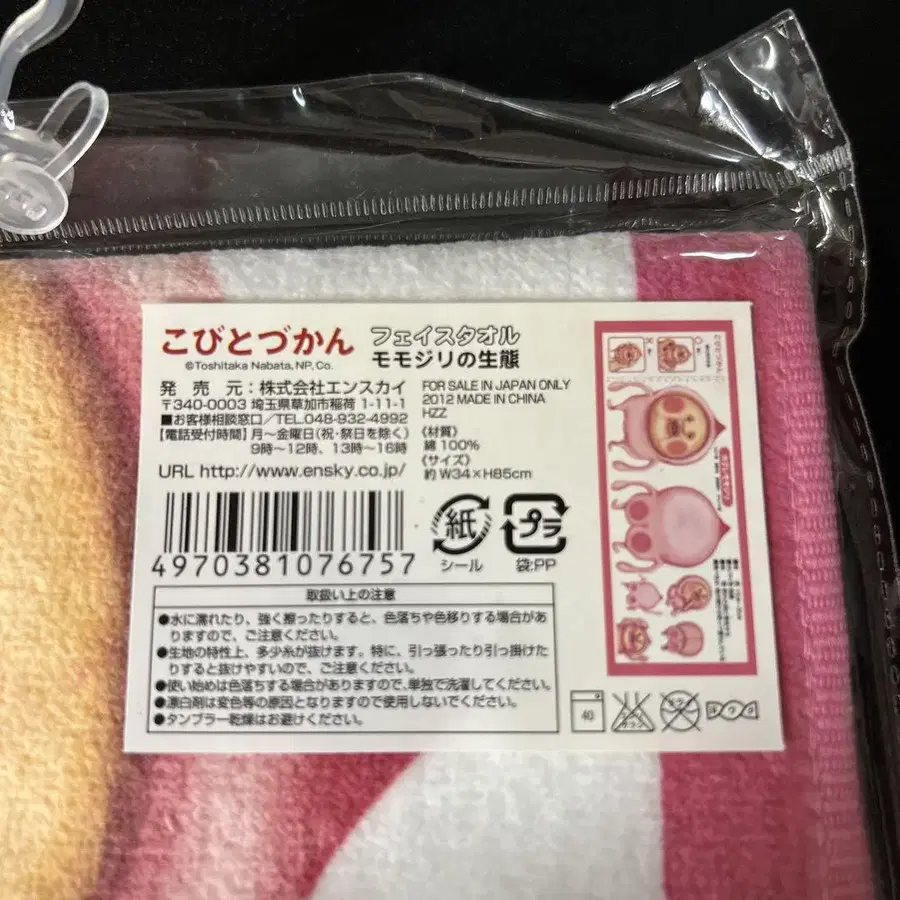 こびとづかん
©Toshitaka Nabata, NP, Co.
フェイスタオル
モモジリの生態
発 売 元：株式会社エンスカイ
〒340-0003 埼玉県草加市稲荷 1-11-1
■お客様相談窓口／TEL.048-932-4992
【電話受付時間】月～金曜日(祝・祭日を除く)
9時～12時、13時～16時
URL http://www.ensky.co.jp/
FOR SALE IN JAPAN ONLY
2012 MADE IN CHINA
HZZ
〈材質〉
綿 100%
〈サイズ〉
約 W34×H85cm
4970381076757
紙
シール
プラ
袋:PP
取扱い上の注意
●水に濡れたり、強く擦ったりすると、色落ちや色移りする場合があ
りますので、ご注意ください。
●生地の特性上、多少糸が抜けます。特に、引っ張ったり引っ掛けた
りすると抜けやすいので、ご注意ください。
●使い始めは色落ちする場合がありますので、単独で洗濯してください。
●漂白剤は変色等の原因となりますので使用しないでください。
●タンブラー乾燥はお避けください。
40